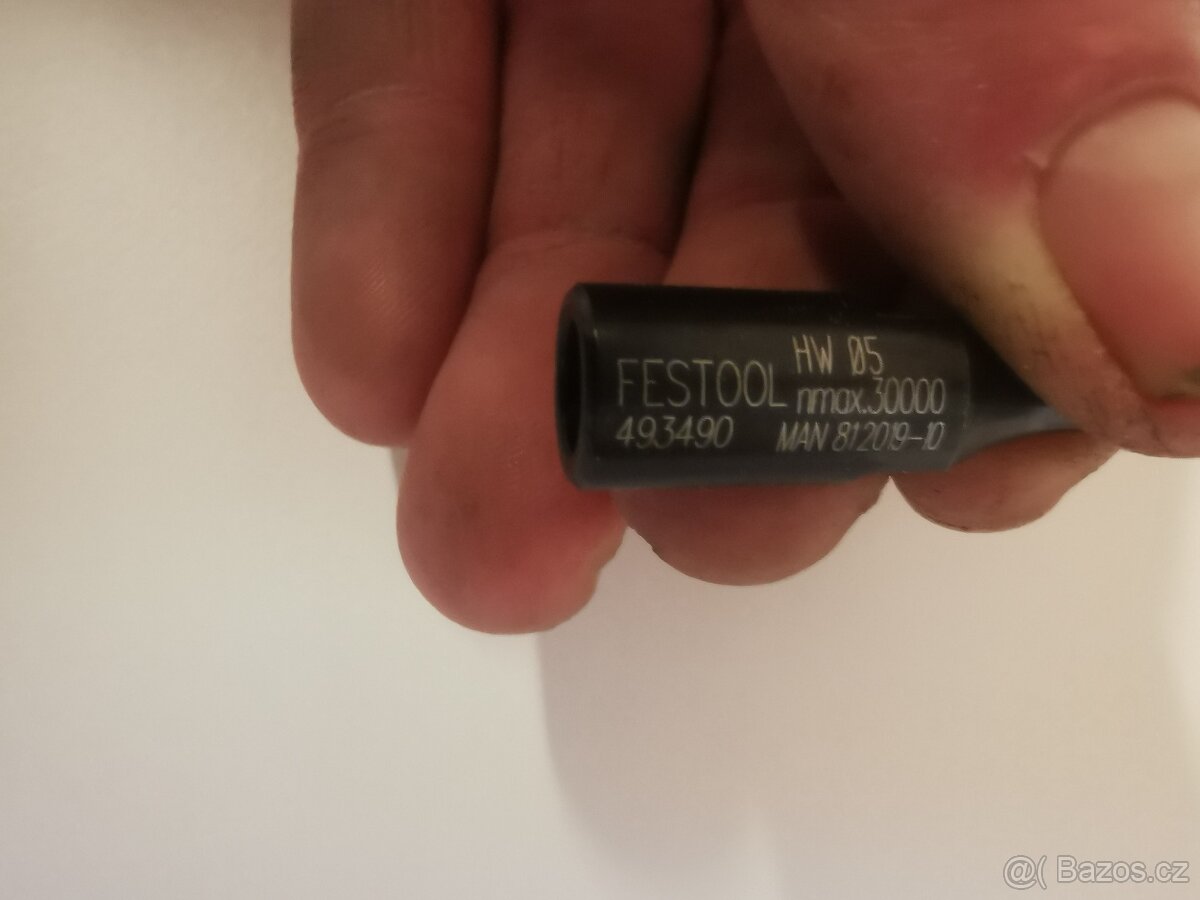 FESTOOL
493490
HW Ø5
nmax.30000
MAN 812019-10
@( Bazos.cz